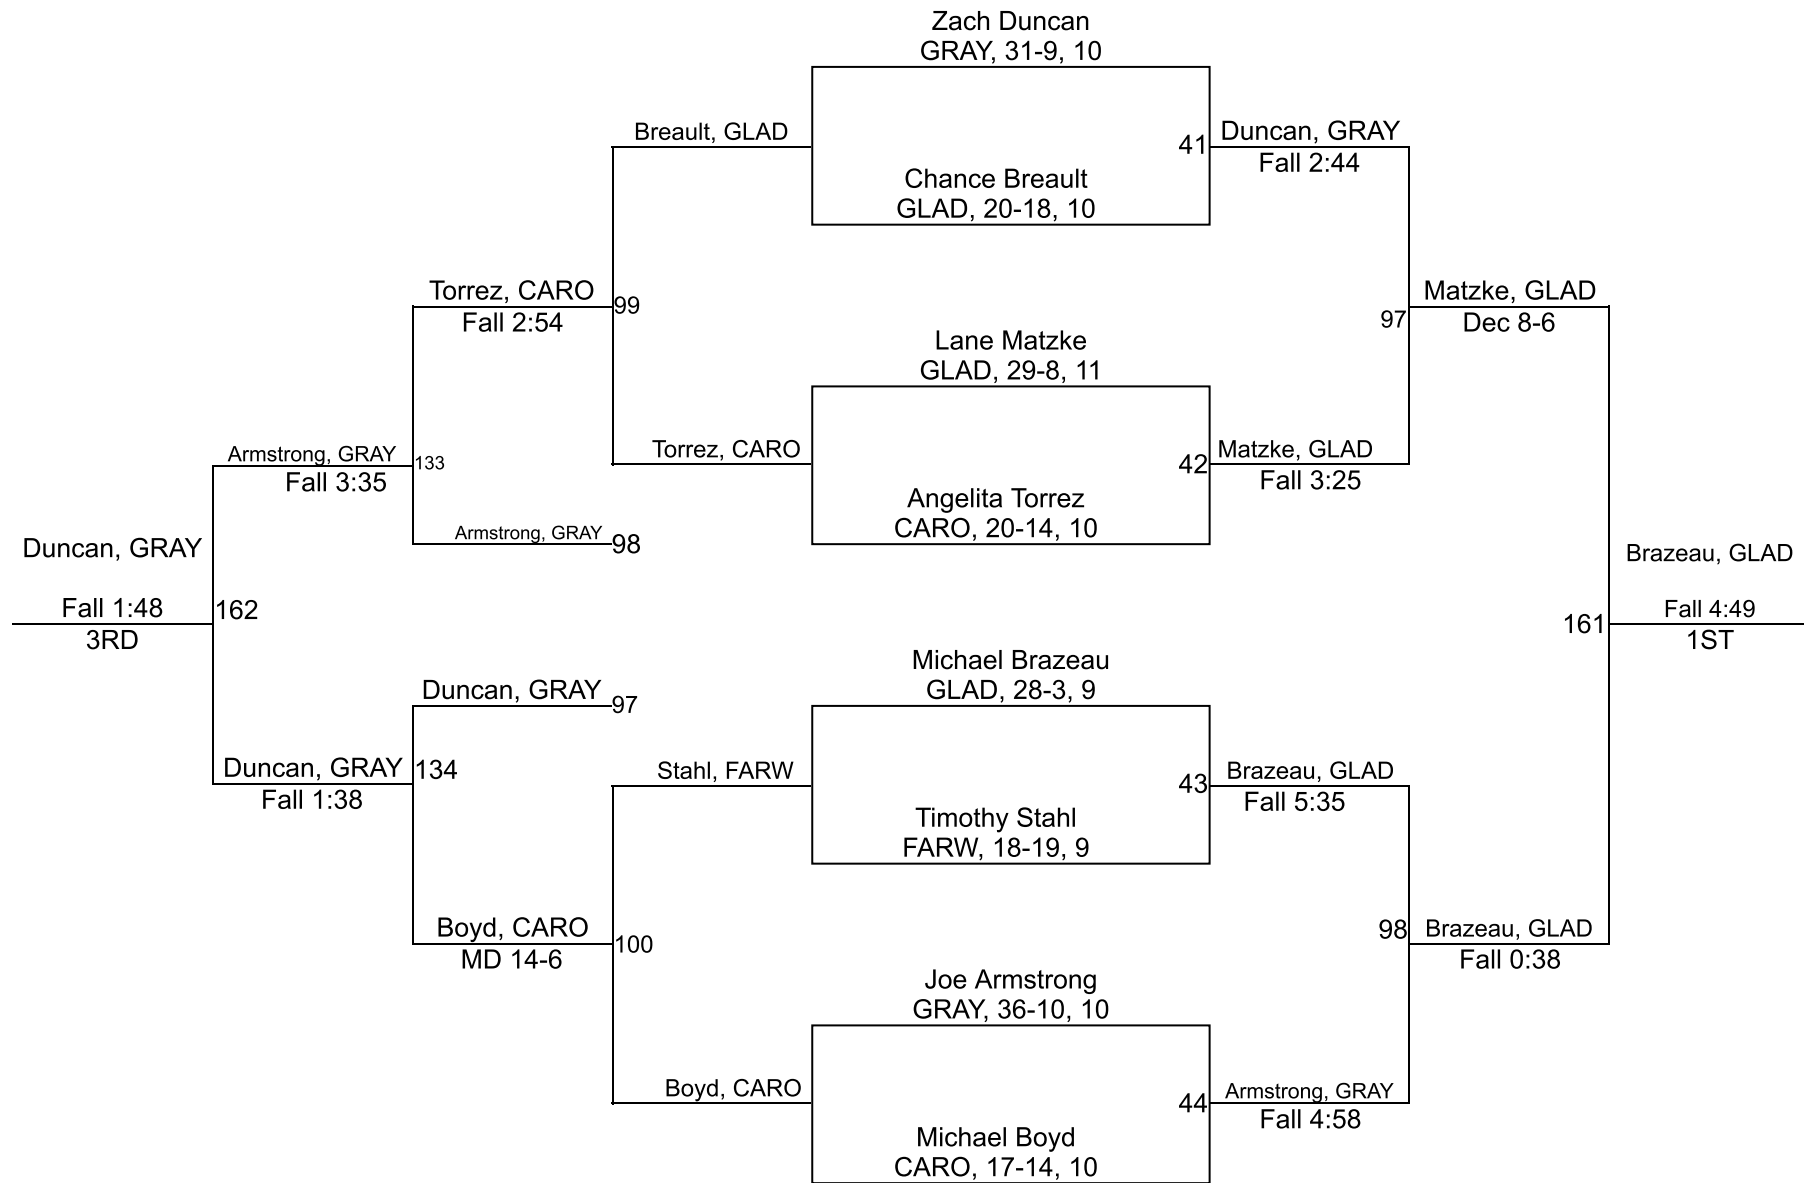 Zach Duncan
GRAY, 31-9, 10
Breault, GLAD
41
Duncan, GRAY
Fall 2:44
Chance Breault
GLAD, 20-18, 10
Torrez, CARO
Fall 2:54
99
97
Matzke, GLAD
Dec 8-6
Lane Matzke
GLAD, 29-8, 11
Torrez, CARO
42
Matzke, GLAD
Fall 3:25
Angelita Torrez
CARO, 20-14, 10
Armstrong, GRAY
Fall 3:35
133
Armstrong, GRAY
98
Duncan, GRAY
Fall 1:48
3RD
162
Brazeau, GLAD
161
Fall 4:49
1ST
Duncan, GRAY
97
Michael Brazeau
GLAD, 28-3, 9
Duncan, GRAY
Fall 1:38
134
Stahl, FARW
43
Brazeau, GLAD
Fall 5:35
Timothy Stahl
FARW, 18-19, 9
Boyd, CARO
MD 14-6
100
98
Brazeau, GLAD
Fall 0:38
Joe Armstrong
GRAY, 36-10, 10
Boyd, CARO
44
Armstrong, GRAY
Fall 4:58
Michael Boyd
CARO, 17-14, 10